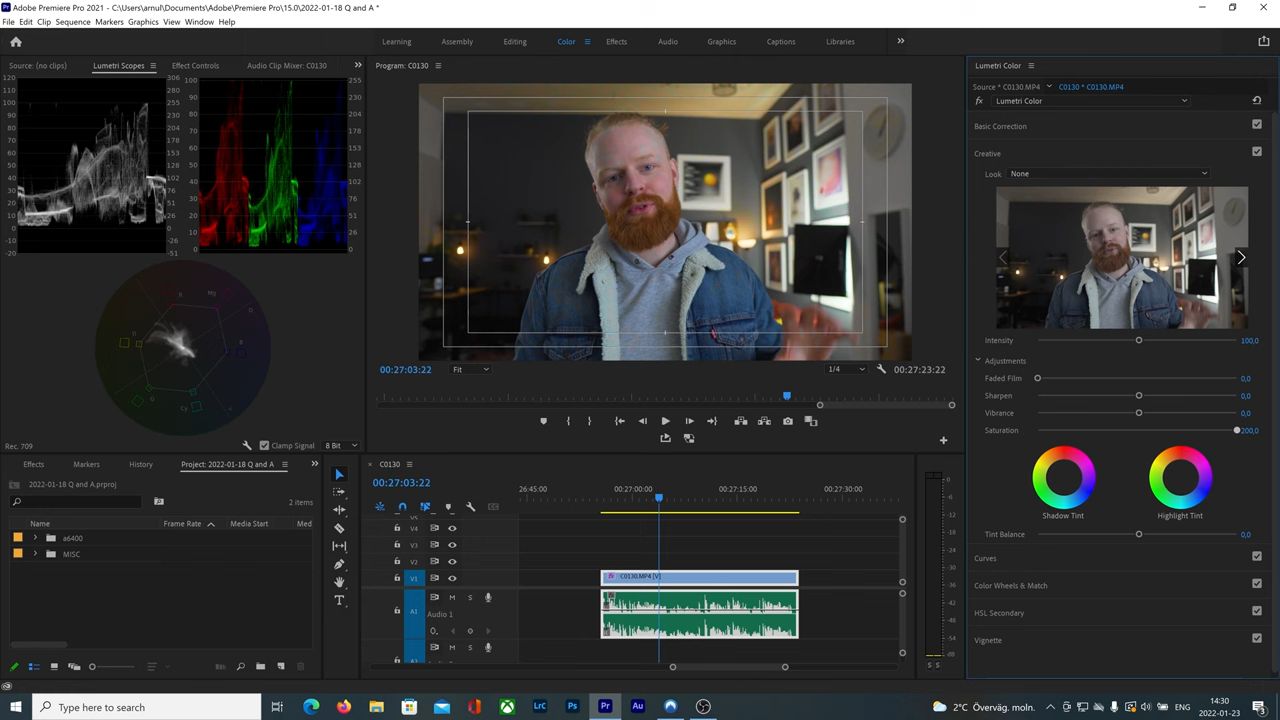 Adobe Premiere Pro 2021 - C:\Users\arnul\Documents\Adobe\Premiere Pro\15.0\2022-01-18 Q and A *
File Edit Clip Sequence Markers Graphics View Window Help
Learning Assembly Editing Color Effects Audio Graphics Captions Libraries
Source: (no clips) Lumetri Scopes Effect Controls Audio Clip Mixer: C0130
Program: C0130
Lumetri Color
Source * C0130.MP4 C0130 * C0130.MP4
fx Lumetri Color
Basic Correction
Creative
Look None
Intensity 100,0
Adjustments
Faded Film 0,0
Sharpen 0,0
Vibrance 0,0
Saturation 200,0
Shadow Tint Highlight Tint
Tint Balance 0,0
Curves
Color Wheels & Match
HSL Secondary
Vignette
00:27:03:22 Fit 1/4 00:27:23:22
Rec. 709 Clamp Signal 8 Bit
Effects Markers History Project: 2022-01-18 Q and A
2022-01-18 Q and A.prproj
2 items
Name Frame Rate Media Start
a6400
MISC
C0130
00:27:03:22
26:45:00 00:27:00:00 00:27:15:00 00:27:30:00
V4
V3
V2
V1 C0130.MP4 [V]
A1 M S
Audio 1
M S
S S
Type here to search
Lrc Ps Pr Au
2°C Överväg. moln. ENG
14:30
2022-01-23